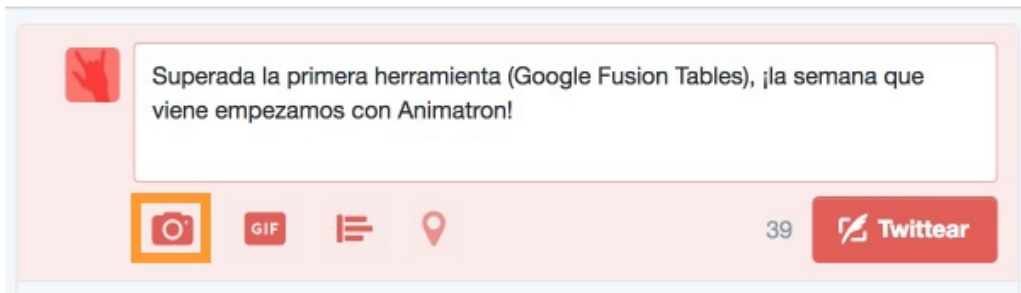 Superada la primera herramienta (Google Fusion Tables), ¡la semana que
viene empezamos con Animatron!
GIF
39 Twittear